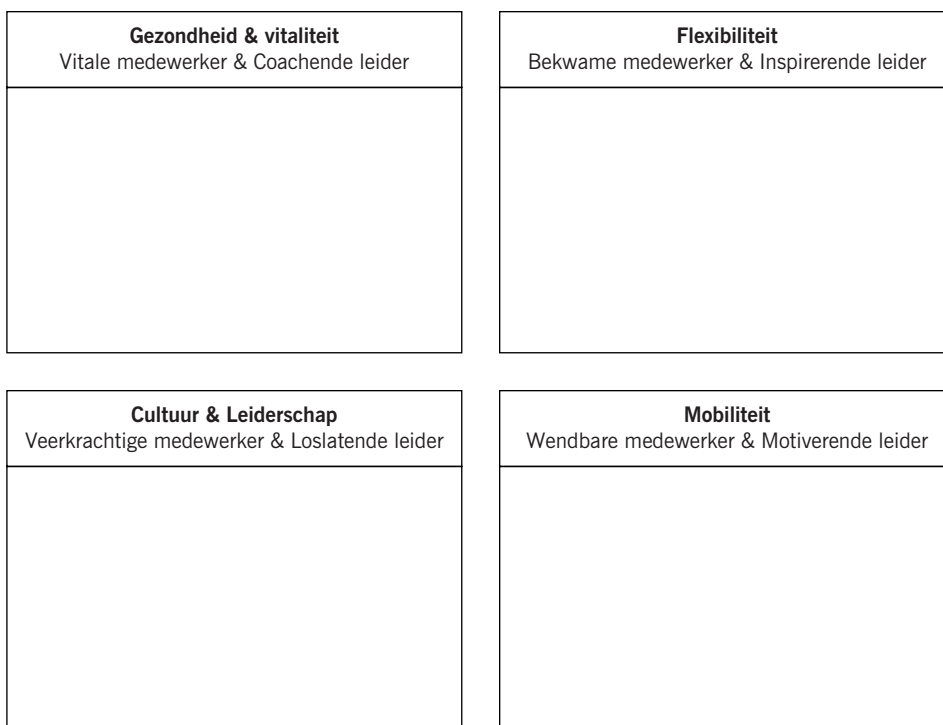 Gezondheid & vitaliteit
Vitale medewerker & Coachende leider
Flexibiliteit
Bekwame medewerker & Inspirerende leider
Cultuur & Leiderschap
Veerkrachtige medewerker & Loslatende leider
Mobiliteit
Wendbare medewerker & Motiverende leider